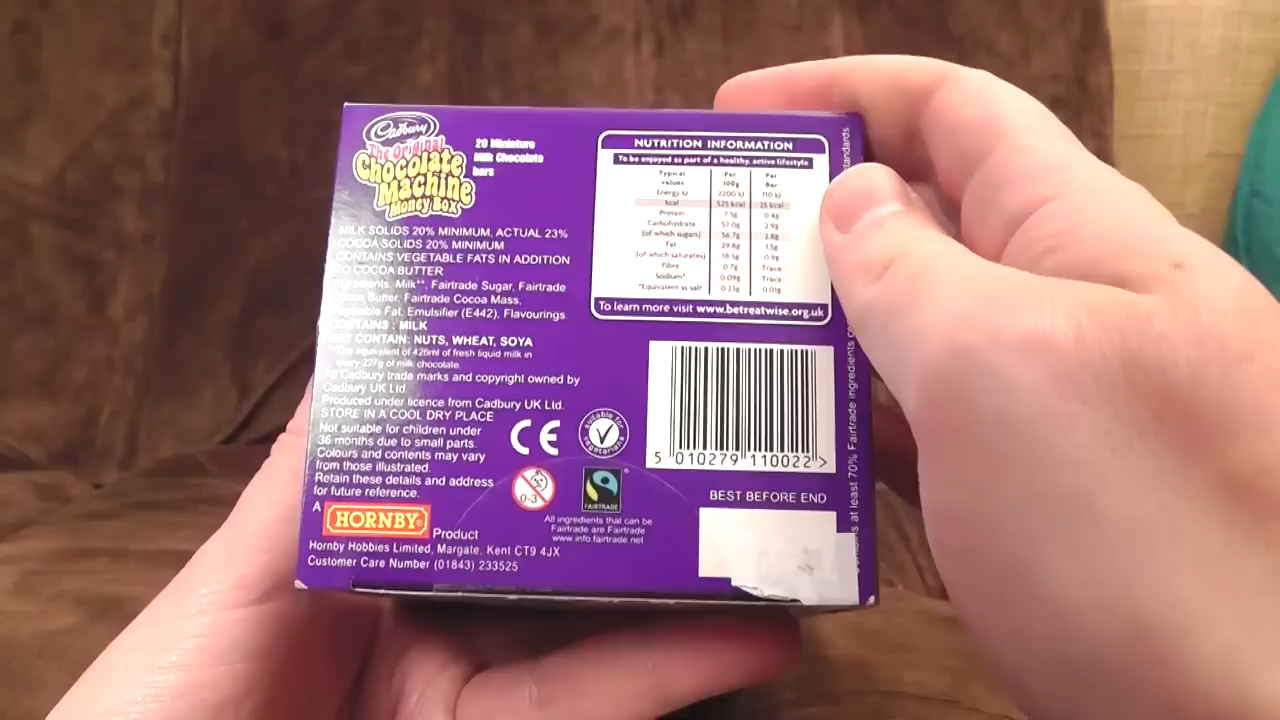 Cadbury
The Original
Chocolate
Machine
Money Box
20 Miniature
Milk Chocolate
bars
MILK SOLIDS 20% MINIMUM, ACTUAL 23%
COCOA SOLIDS 20% MINIMUM
CONTAINS VEGETABLE FATS IN ADDITION
TO COCOA BUTTER
Ingredients: Milk**, Fairtrade Sugar, Fairtrade
Cocoa Butter, Fairtrade Cocoa Mass,
Vegetable Fat, Emulsifier (E442), Flavourings.
CONTAINS : MILK
MAY CONTAIN: NUTS, WHEAT, SOYA
**The equivalent of 426ml of fresh liquid milk in
every 227g of milk chocolate
All Cadbury trade marks and copyright owned by
Cadbury UK Ltd.
Produced under licence from Cadbury UK Ltd.
STORE IN A COOL DRY PLACE
Not suitable for children under
36 months due to small parts.
Colours and contents may vary
from those illustrated.
Retain these details and address
for future reference.
A HORNBY Product
Hornby Hobbies Limited, Margate, Kent CT9 4JX
Customer Care Number (01843) 233525
CE
suitable for vegetarians
0-3
FAIRTRADE
All ingredients that can be
Fairtrade are Fairtrade
www.info.fairtrade.net
NUTRITION INFORMATION
To be enjoyed as part of a healthy, active lifestyle
Typical values Per 100g Per Bar
Energy kJ 2200 kJ 110 kJ
kcal 525 kcal 25 kcal
Protein 7.5g 0.4g
Carbohydrate 57.0g 2.9g
(of which sugars) 56.7g 2.8g
Fat 29.8g 1.5g
(of which saturates) 18.5g 0.9g
Fibre 0.7g Trace
Sodium* 0.09g Trace
*Equivalent as salt 0.23g 0.01g
To learn more visit www.betreatwise.org.uk
5 010279 110022 >
BEST BEFORE END
Contains at least 70% Fairtrade ingredients